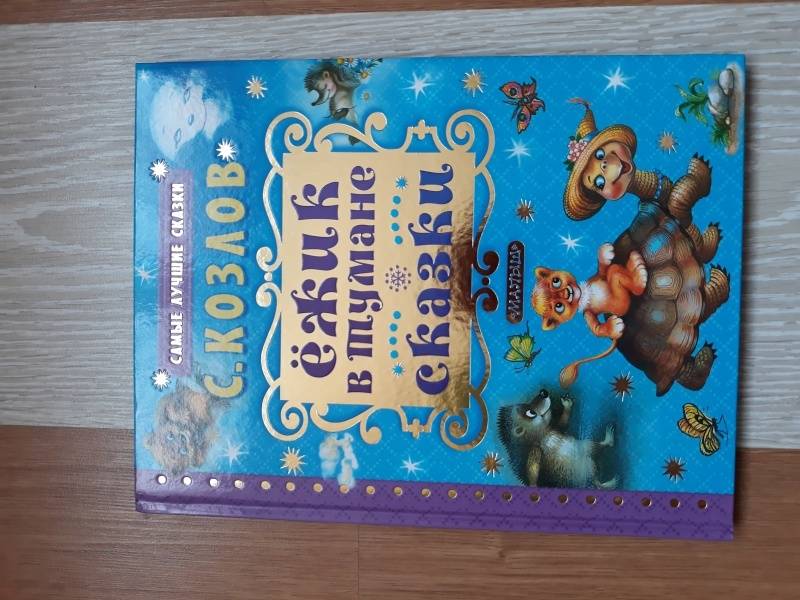 САМЫЕ ЛУЧШИЕ СКАЗКИ
С. КОЗЛОВ
ЁЖИК
в тумане
сказки
«МАЛЫШ»